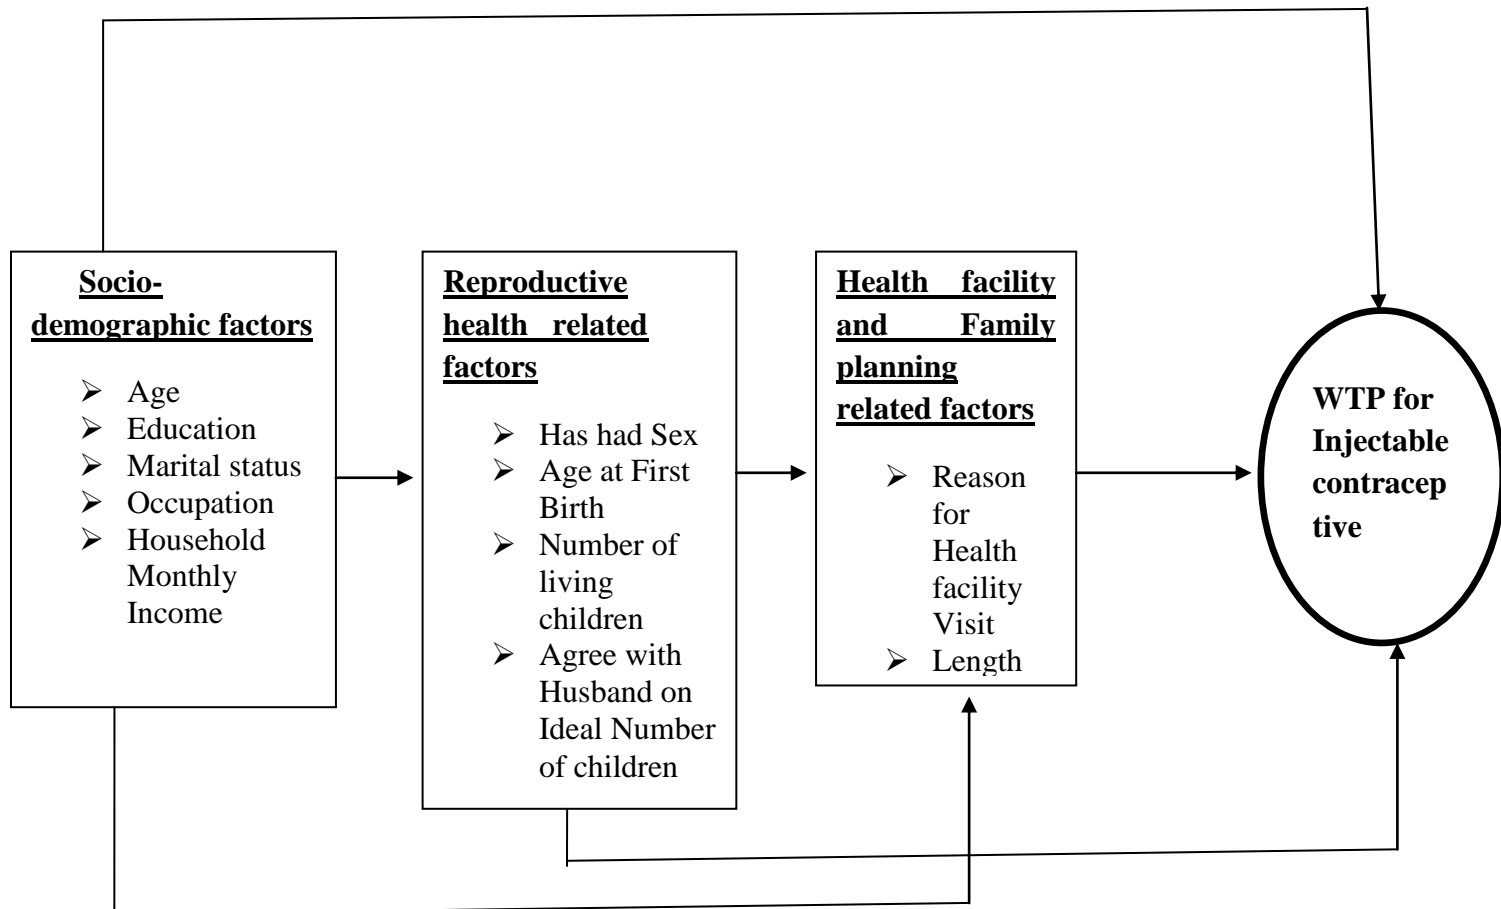 Socio-
demographic factors
➢ Age
➢ Education
➢ Marital status
➢ Occupation
➢ Household
Monthly
Income
Reproductive
health related
factors
➢ Has had Sex
➢ Age at First
Birth
➢ Number of
living
children
➢ Agree with
Husband on
Ideal Number
of children
Health facility
and Family
planning
related factors
➢ Reason
for
Health
facility
Visit
➢ Length
WTP for
Injectable
contracep
tive